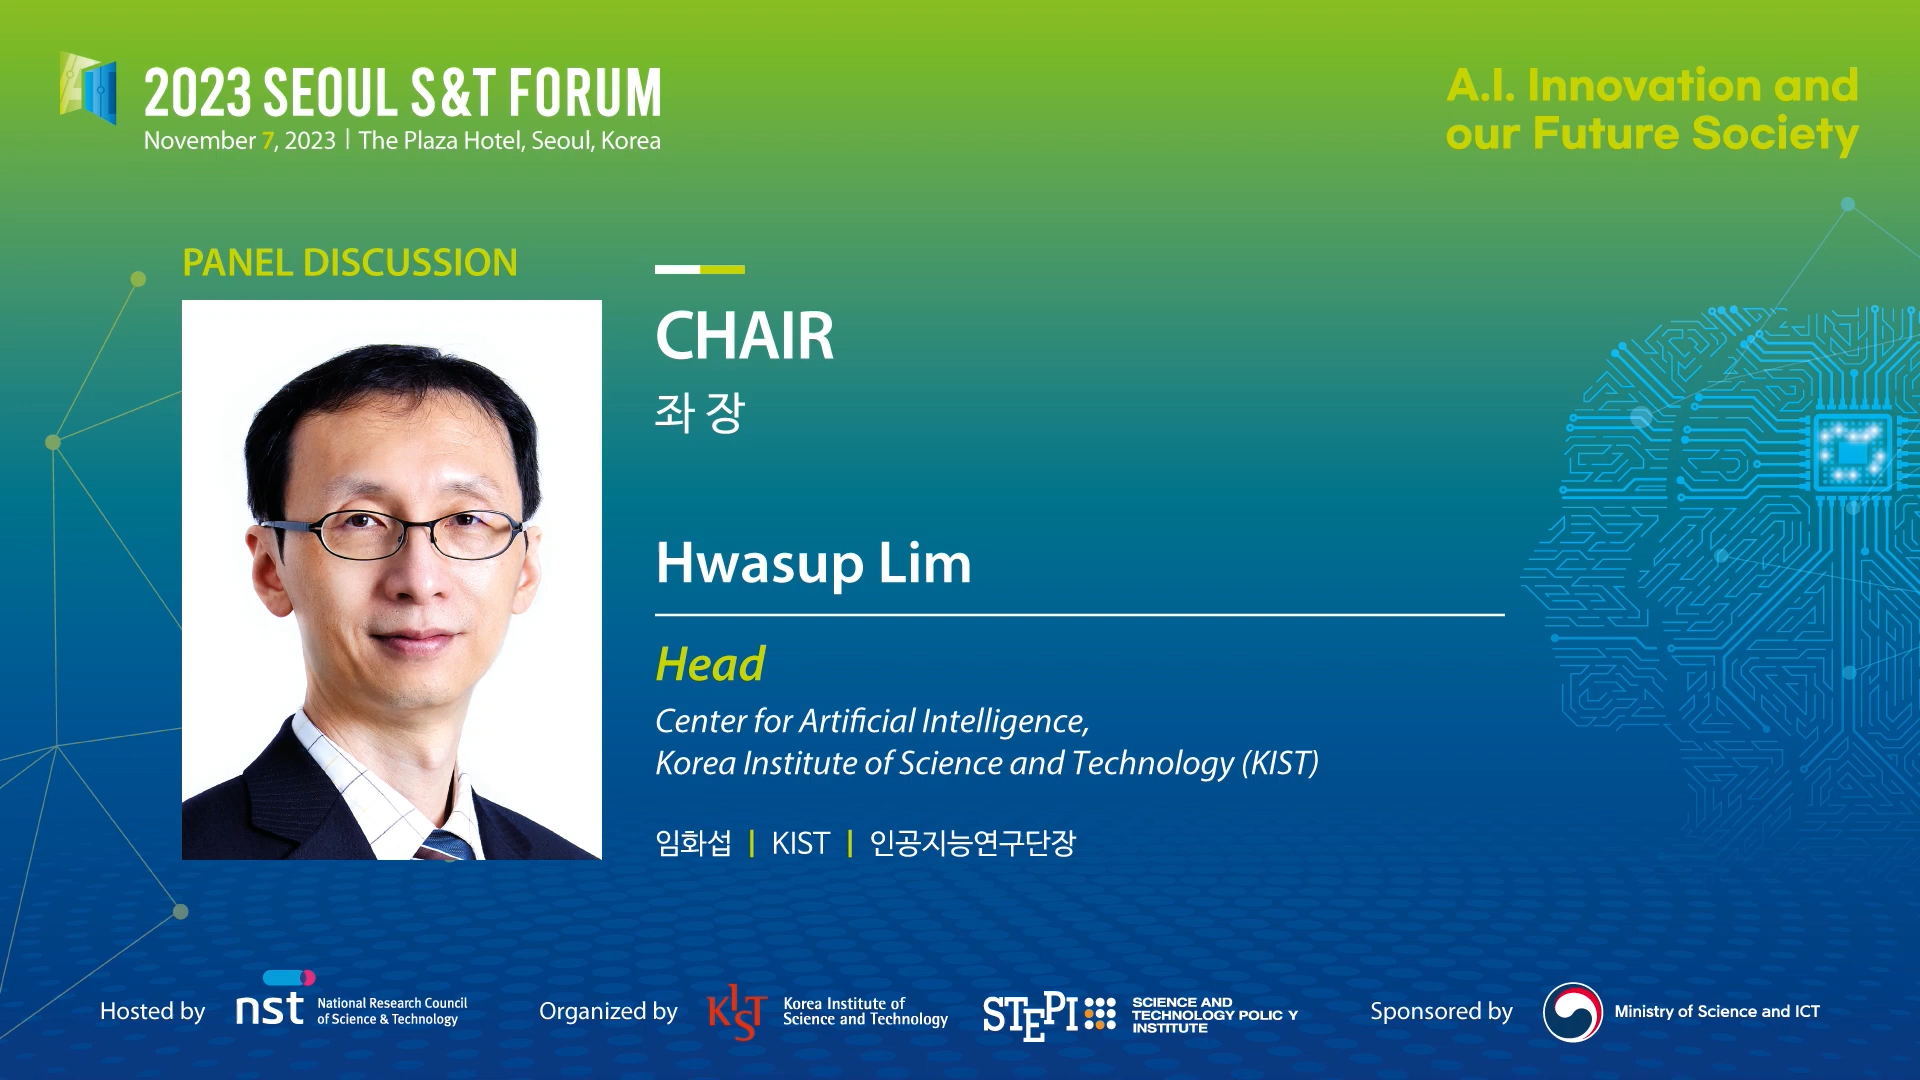 2023 SEOUL S&T FORUM
November 7, 2023 | The Plaza Hotel, Seoul, Korea
A.I. Innovation and
our Future Society
PANEL DISCUSSION
CHAIR
좌 장
Hwasup Lim
Head
Center for Artificial Intelligence,
Korea Institute of Science and Technology (KIST)
임화섭 | KIST | 인공지능연구단장
Hosted by
nst
National Research Council
of Science & Technology
Organized by
KIST
Korea Institute of
Science and Technology
STEPI
SCIENCE AND
TECHNOLOGY POLIC Y
INSTITUTE
Sponsored by
Ministry of Science and ICT